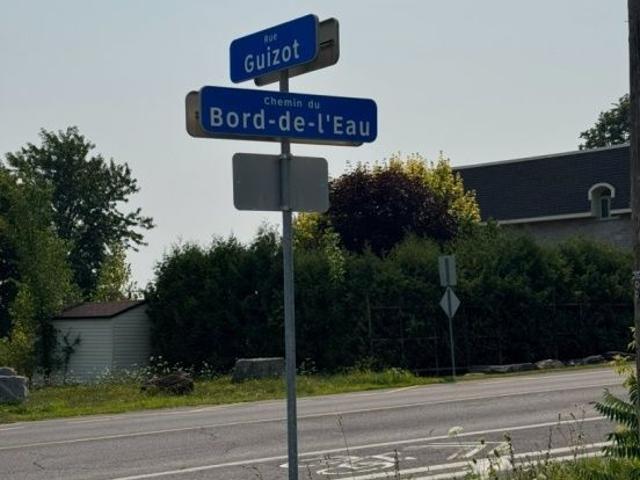 Rue
Guizot
Chemin du
Bord-de-l'Eau